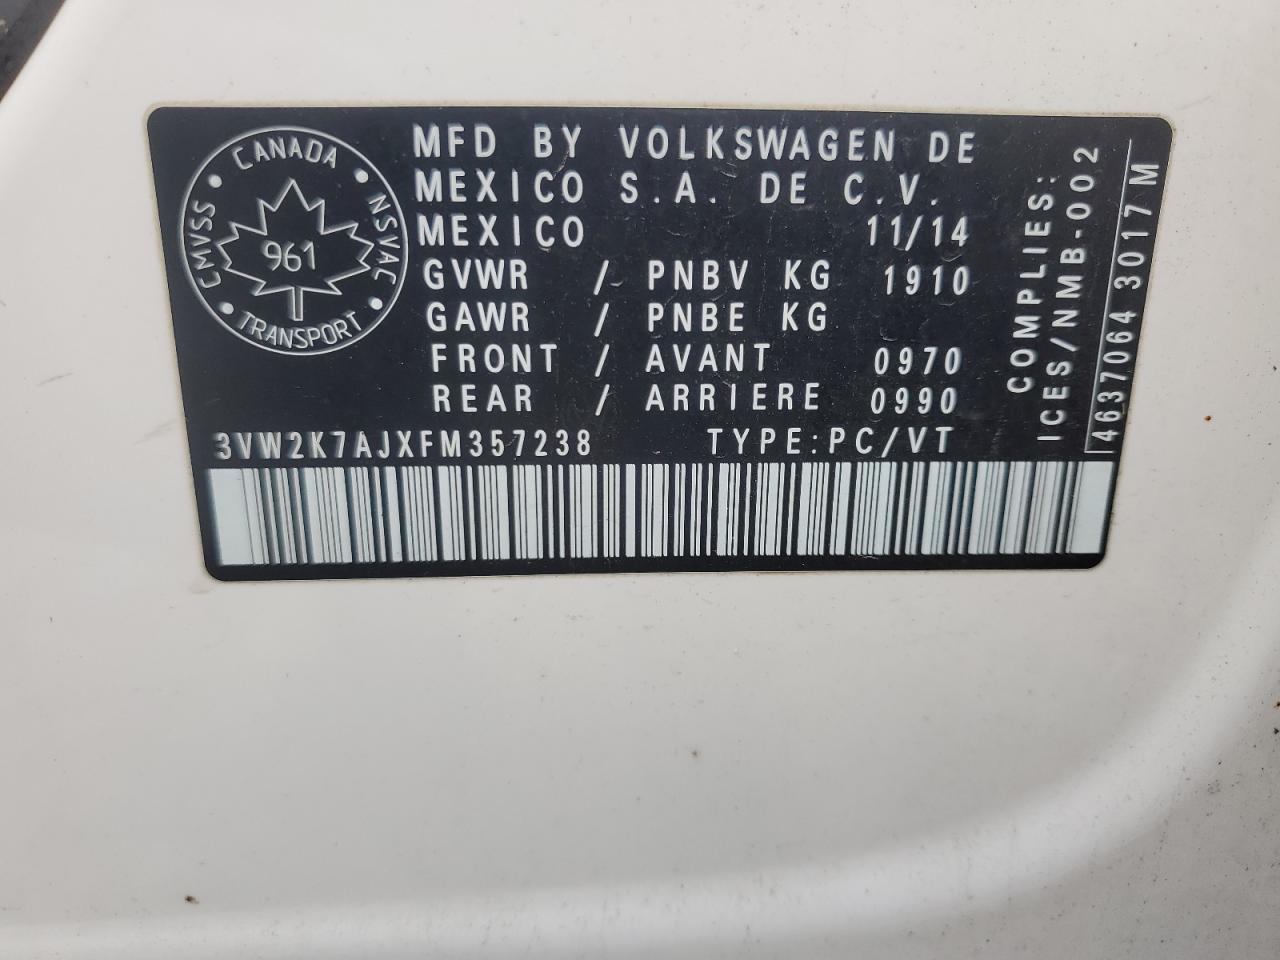 CANADA
CMVSS
NSVAC
961
TRANSPORT
MFD BY VOLKSWAGEN DE
MEXICO S.A. DE C.V.
MEXICO 11/14
GVWR / PNBV KG 1910
GAWR / PNBE KG
FRONT / AVANT 0970
REAR / ARRIERE 0990
3VW2K7AJXFM357238 TYPE:PC/VT
COMPLIES:
ICES/NMB-002
4637064 3017 M